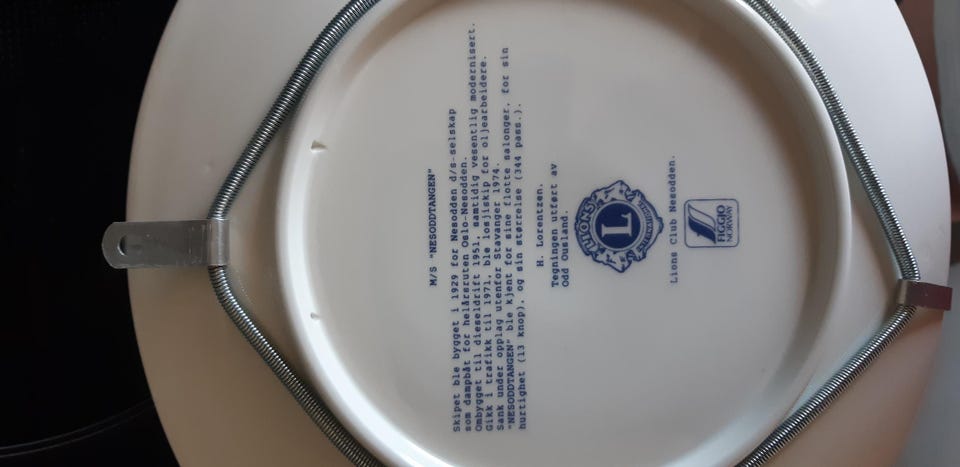 M/S "NESODDTANGEN"
Skipet ble bygget i 1929 for Nesodden d/s-selskap
som dampbåt for helårsruten Oslo-Nesodden.
Ombygget til dieseldrift 1951, samtidig vesentlig modernisert.
Gikk i trafikk til 1971, ble losjiskip for oljearbeidere.
Sank under opplag utenfor Stavanger 1974.
"NESODDTANGEN" ble kjent for sine flotte salonger, for sin
hurtighet (13 knop), og sin størrelse (344 pass.).
H. Lorentzen.
Tegningen utført av
Odd Ousland.
LIONS
L
INTERNATIONAL
Lions Club Nesodden.
FIGGJO
NORWAY